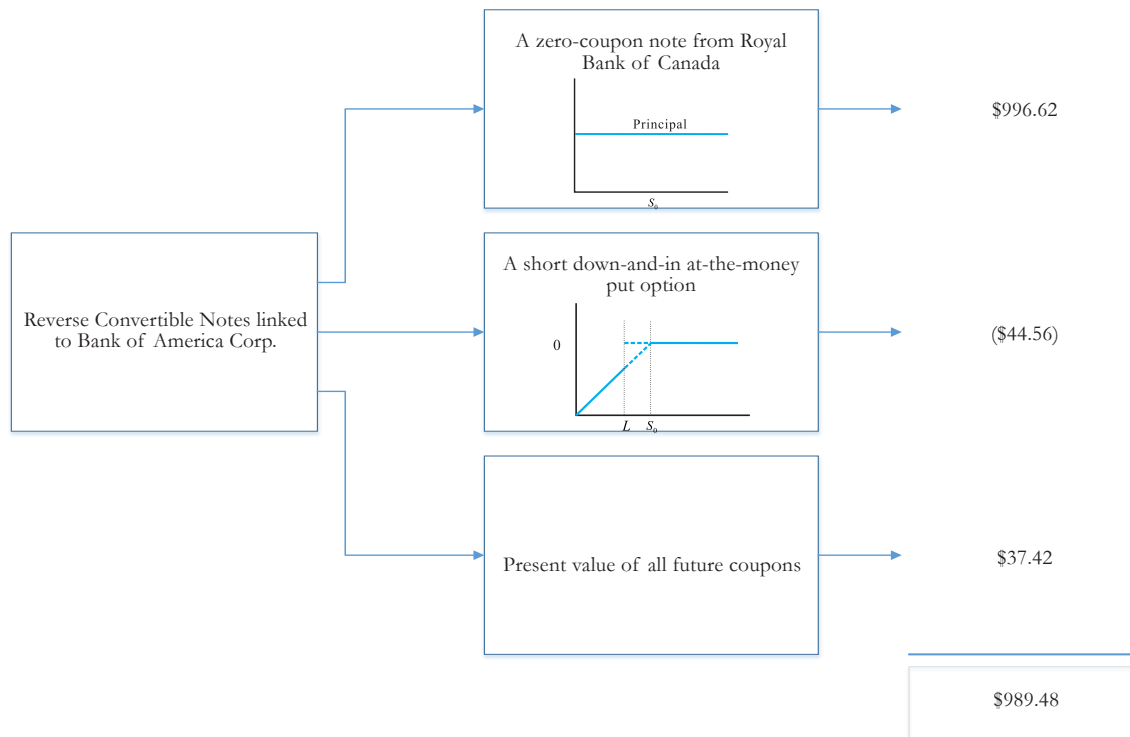 Reverse Convertible Notes linked
to Bank of America Corp.
A zero-coupon note from Royal
Bank of Canada
Principal
S₀
$996.62
A short down-and-in at-the-money
put option
0
L S₀
($44.56)
Present value of all future coupons
$37.42
$989.48